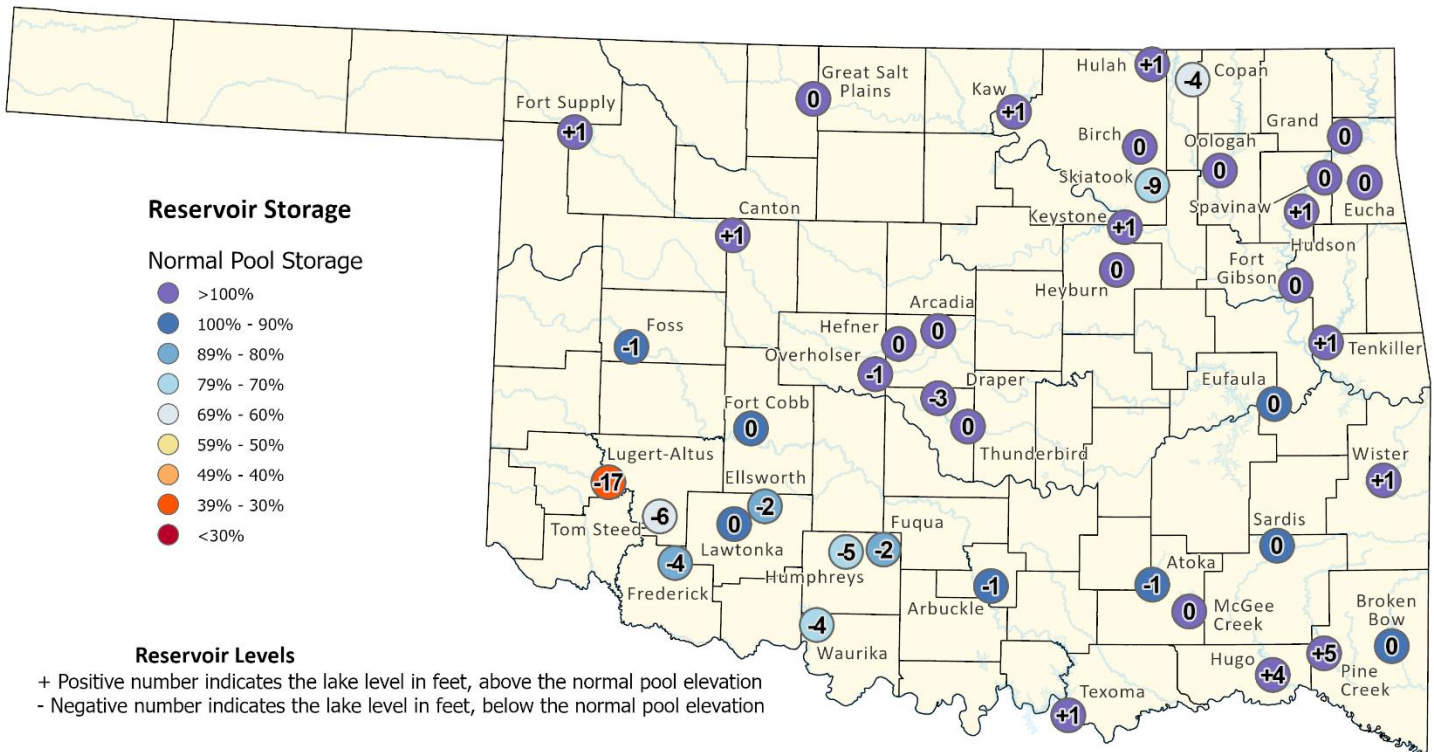 Hulah
+1
-4
Copan
Great Salt
Plains
0
Kaw
+1
Fort Supply
+1
Grand
0
Birch
0
Oologah
0
Skiatook
-9
0
0
Spavinaw
+1
Eucha
Reservoir Storage
Canton
+1
Keystone
+1
Hudson
Normal Pool Storage
>100%
100% - 90%
89% - 80%
79% - 70%
69% - 60%
59% - 50%
49% - 40%
39% - 30%
<30%
Heyburn
0
Fort
Gibson
0
Arcadia
0
Foss
-1
Hefner
0
Overholser
-1
+1
Tenkiller
Draper
-3
Eufaula
0
Fort Cobb
0
0
Thunderbird
Lugert-Altus
-17
Wister
+1
Ellsworth
-2
Tom Steed
-6
0
Lawtonka
Fuqua
-2
-5
Humphreys
Sardis
0
-4
Frederick
Arbuckle
-1
Atoka
-1
0
McGee
Creek
Broken
Bow
0
-4
Waurika
Reservoir Levels
+ Positive number indicates the lake level in feet, above the normal pool elevation
- Negative number indicates the lake level in feet, below the normal pool elevation
Hugo
+4
+5
Pine
Creek
Texoma
+1